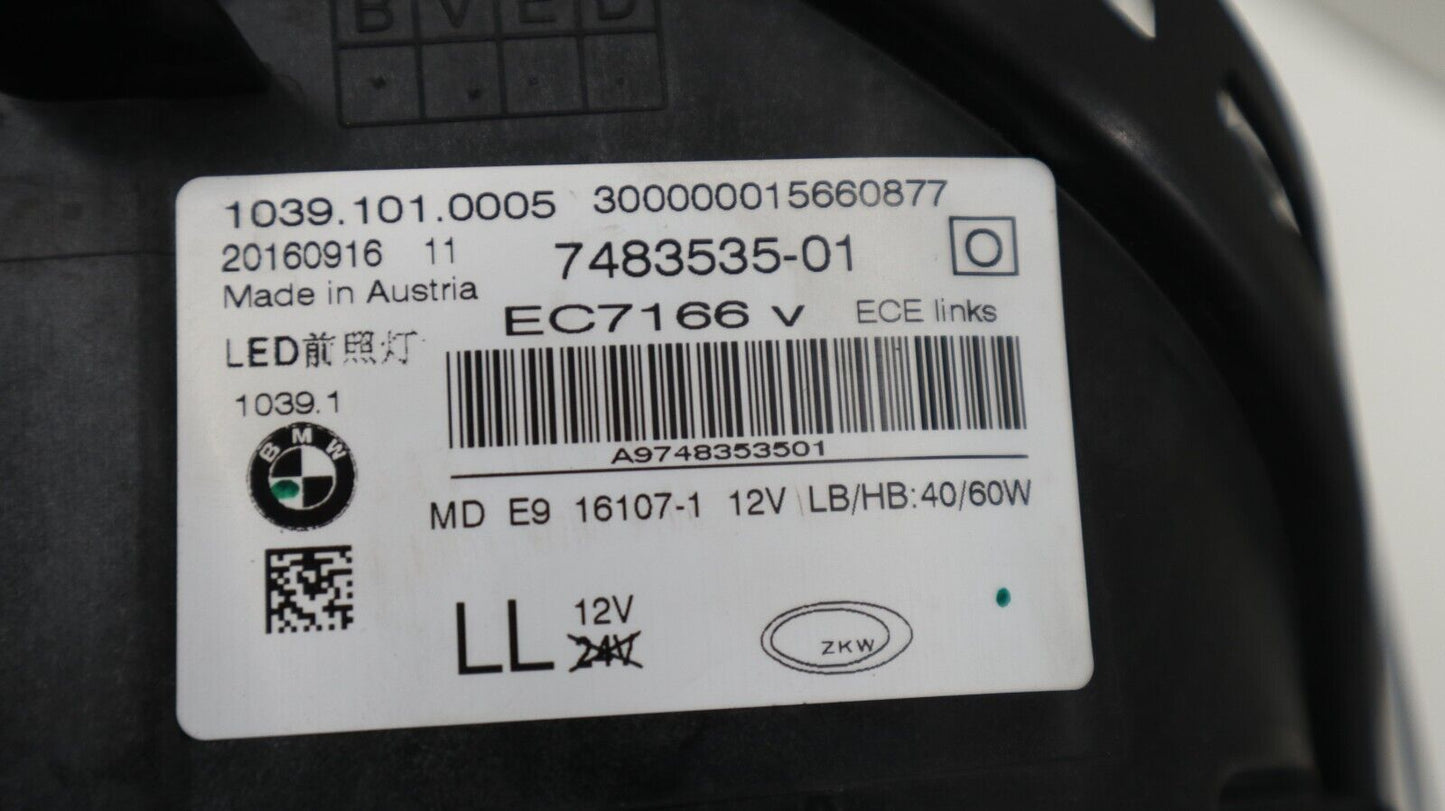 B V E D
1039.101.0005 300000015660877
20160916 11 7483535-01 O
Made in Austria
EC7166 v ECE links
LED前照灯
1039.1
BMW
A9748353501
MD E9 16107-1 12V LB/HB:40/60W
LL 12V
24V
ZKW